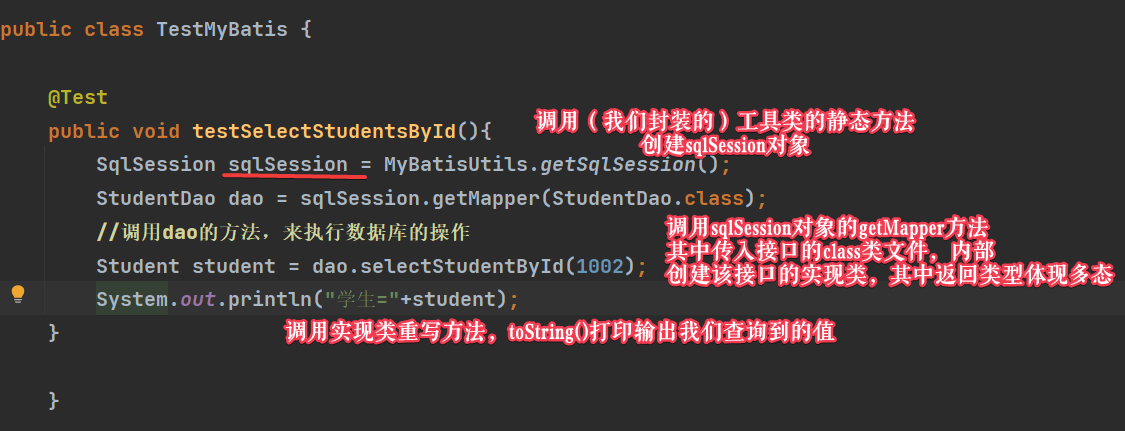 public class TestMyBatis {
@Test
public void testSelectStudentsById(){
调用（我们封装的）工具类的静态方法
创建sqlSession对象
SqlSession sqlSession = MyBatisUtils.getSqlSession();
StudentDao dao = sqlSession.getMapper(StudentDao.class);
//调用dao的方法，来执行数据库的操作
调用sqlSession对象的getMapper方法
其中传入接口的class类文件，内部
创建该接口的实现类，其中返回类型体现多态
Student student = dao.selectStudentById(1002);
System.out.println("学生="+student);
调用实现类重写方法，toString()打印输出我们查询到的值
}
}